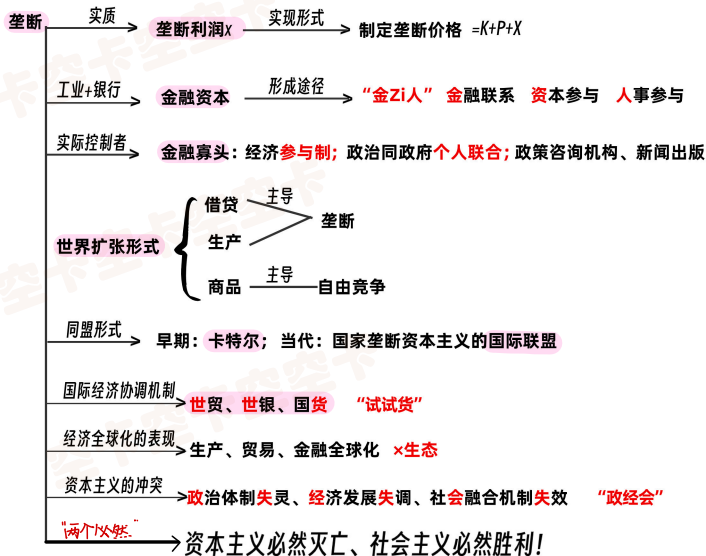 垄断 实质 垄断利润x 实现形式 制定垄断价格 =K+P+X
工业+银行 金融资本 形成途径 “金Zi人” 金融联系 资本参与 人事参与
实际控制者 金融寡头：经济参与制；政治同政府个人联合；政策咨询机构、新闻出版
世界扩张形式
借贷 主导
生产 垄断
商品 主导 自由竞争
同盟形式 早期：卡特尔；当代：国家垄断资本主义的国际联盟
国际经济协调机制 世贸、世银、国货 “试试货”
经济全球化的表现 生产、贸易、金融全球化 ×生态
资本主义的冲突 政治体制失灵、经济发展失调、社会融合机制失效 “政经会”
“两个必然” 资本主义必然灭亡、社会主义必然胜利！